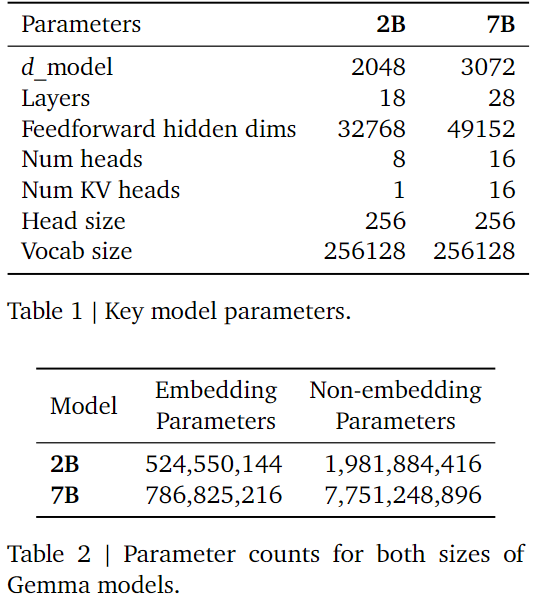 Parameters 2B 7B
d_model 2048 3072
Layers 18 28
Feedforward hidden dims 32768 49152
Num heads 8 16
Num KV heads 1 16
Head size 256 256
Vocab size 256128 256128
Table 1 | Key model parameters.
Model Embedding Parameters Non-embedding Parameters
2B 524,550,144 1,981,884,416
7B 786,825,216 7,751,248,896
Table 2 | Parameter counts for both sizes of
Gemma models.